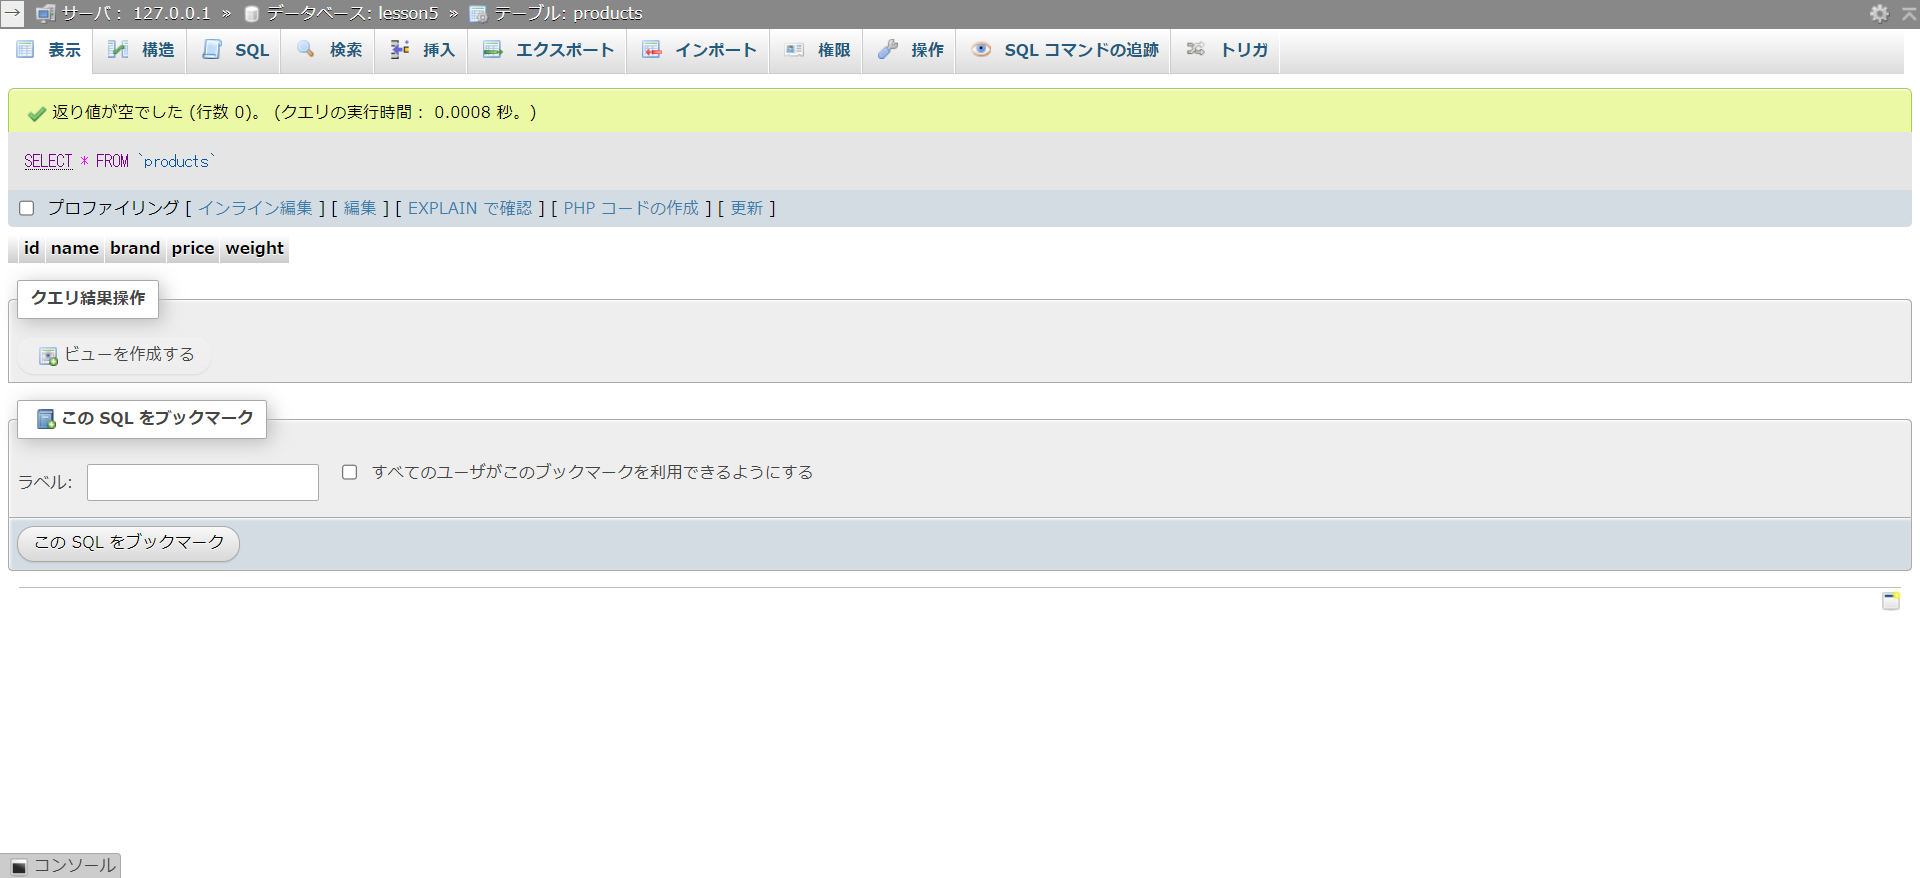 → サーバ： 127.0.0.1 » データベース: lesson5 » テーブル: products
表示 構造 SQL 検索 挿入 エクスポート インポート 権限 操作 SQL コマンドの追跡 トリガ
返り値が空でした (行数 0)。 (クエリの実行時間： 0.0008 秒。)
SELECT * FROM `products`
プロファイリング [ インライン編集 ] [ 編集 ] [ EXPLAIN で確認 ] [ PHP コードの作成 ] [ 更新 ]
id name brand price weight
クエリ結果操作
ビューを作成する
この SQL をブックマーク
ラベル: すべてのユーザがこのブックマークを利用できるようにする
この SQL をブックマーク
コンソール